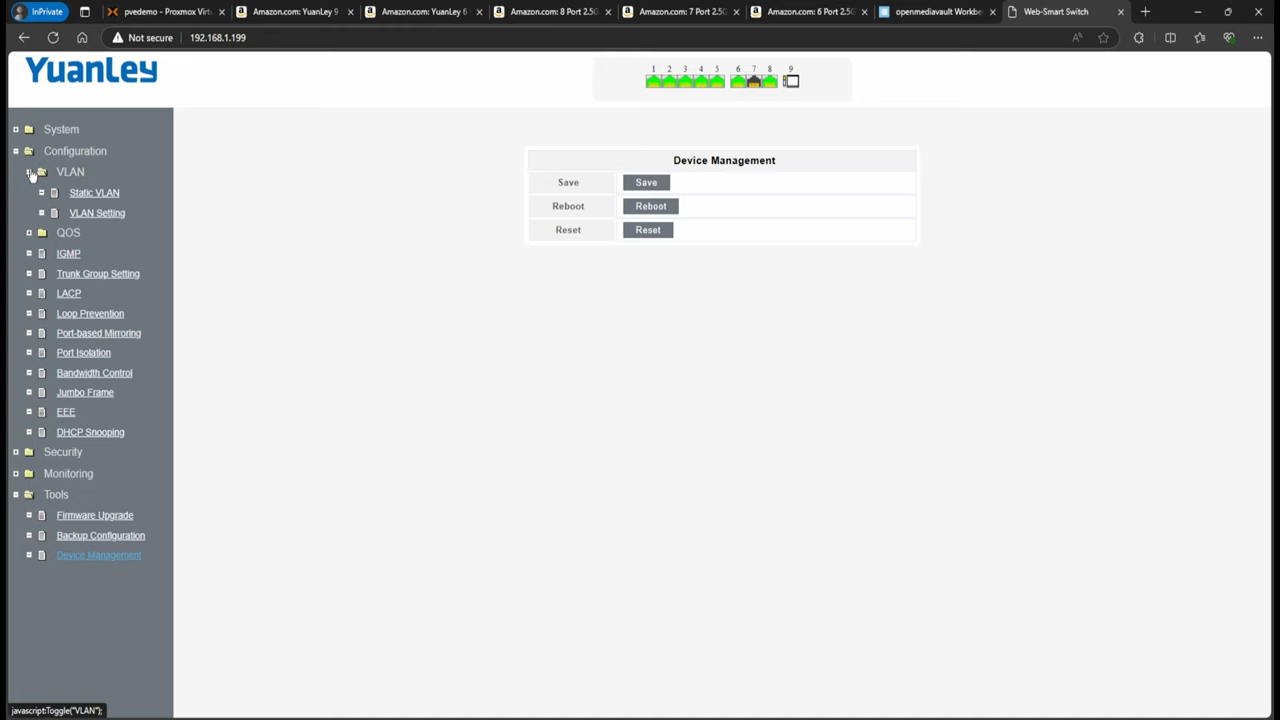 InPrivate
pvedemo - Proxmox Virt
Amazon.com: YuanLey 9
Amazon.com: YuanLey 6
Amazon.com: 8 Port 2.5G
Amazon.com: 7 Port 2.5G
Amazon.com: 6 Port 2.5G
openmediavault Workbe
Web-Smart Switch
Not secure
192.168.1.199
YuanLey
1 2 3 4 5 6 7 8 9
System
Configuration
VLAN
Static VLAN
VLAN Setting
QOS
IGMP
Trunk Group Setting
LACP
Loop Prevention
Port-based Mirroring
Port Isolation
Bandwidth Control
Jumbo Frame
EEE
DHCP Snooping
Security
Monitoring
Tools
Firmware Upgrade
Backup Configuration
Device Management
Device Management
Save Save
Reboot Reboot
Reset Reset
javascript:Toggle("VLAN");